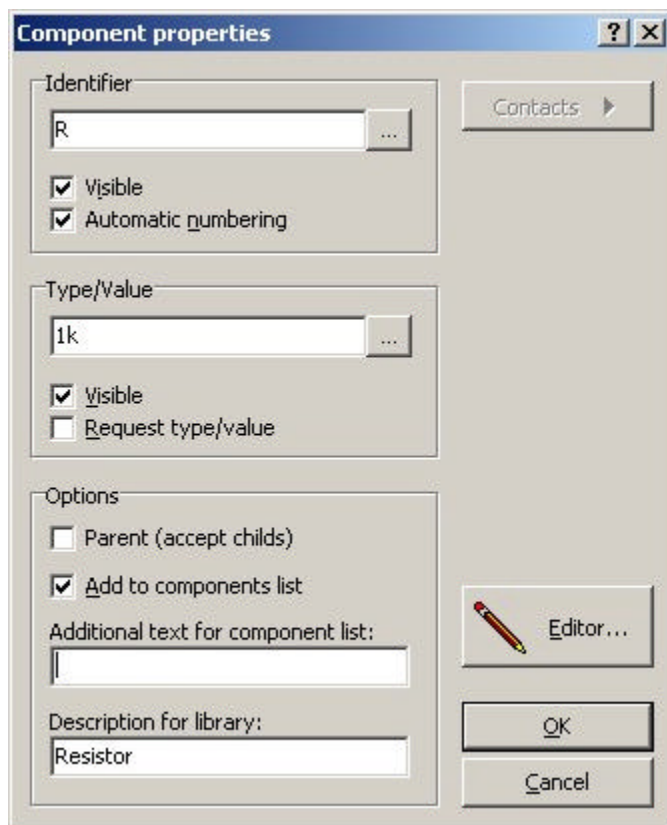 Component properties
Identifier
Contacts
R
...
Visible
Automatic numbering
Type/Value
1k
...
Visible
Request type/value
Options
Parent (accept childs)
Add to components list
Additional text for component list:
Editor...
Description for library:
Resistor
OK
Cancel